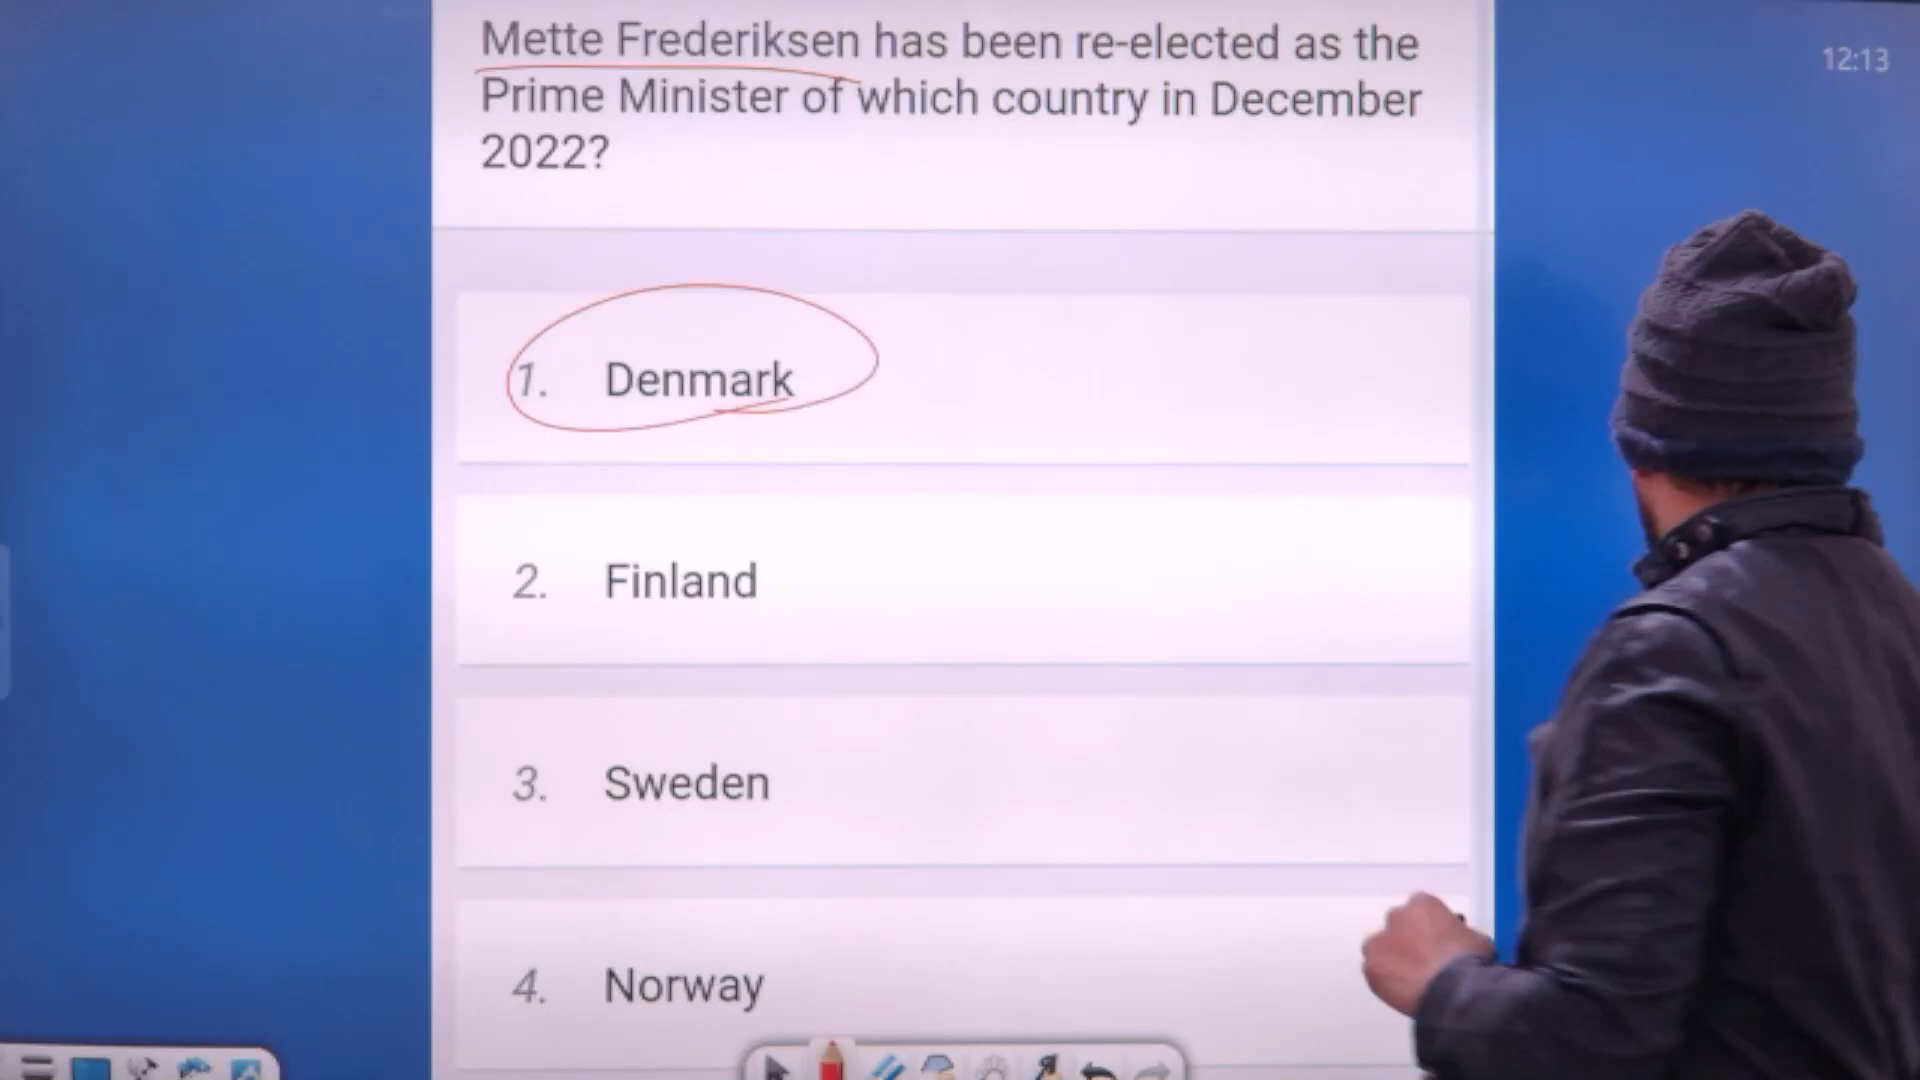 Mette Frederiksen has been re-elected as the
Prime Minister of which country in December
2022?
12:13
1. Denmark
2. Finland
3. Sweden
4. Norway